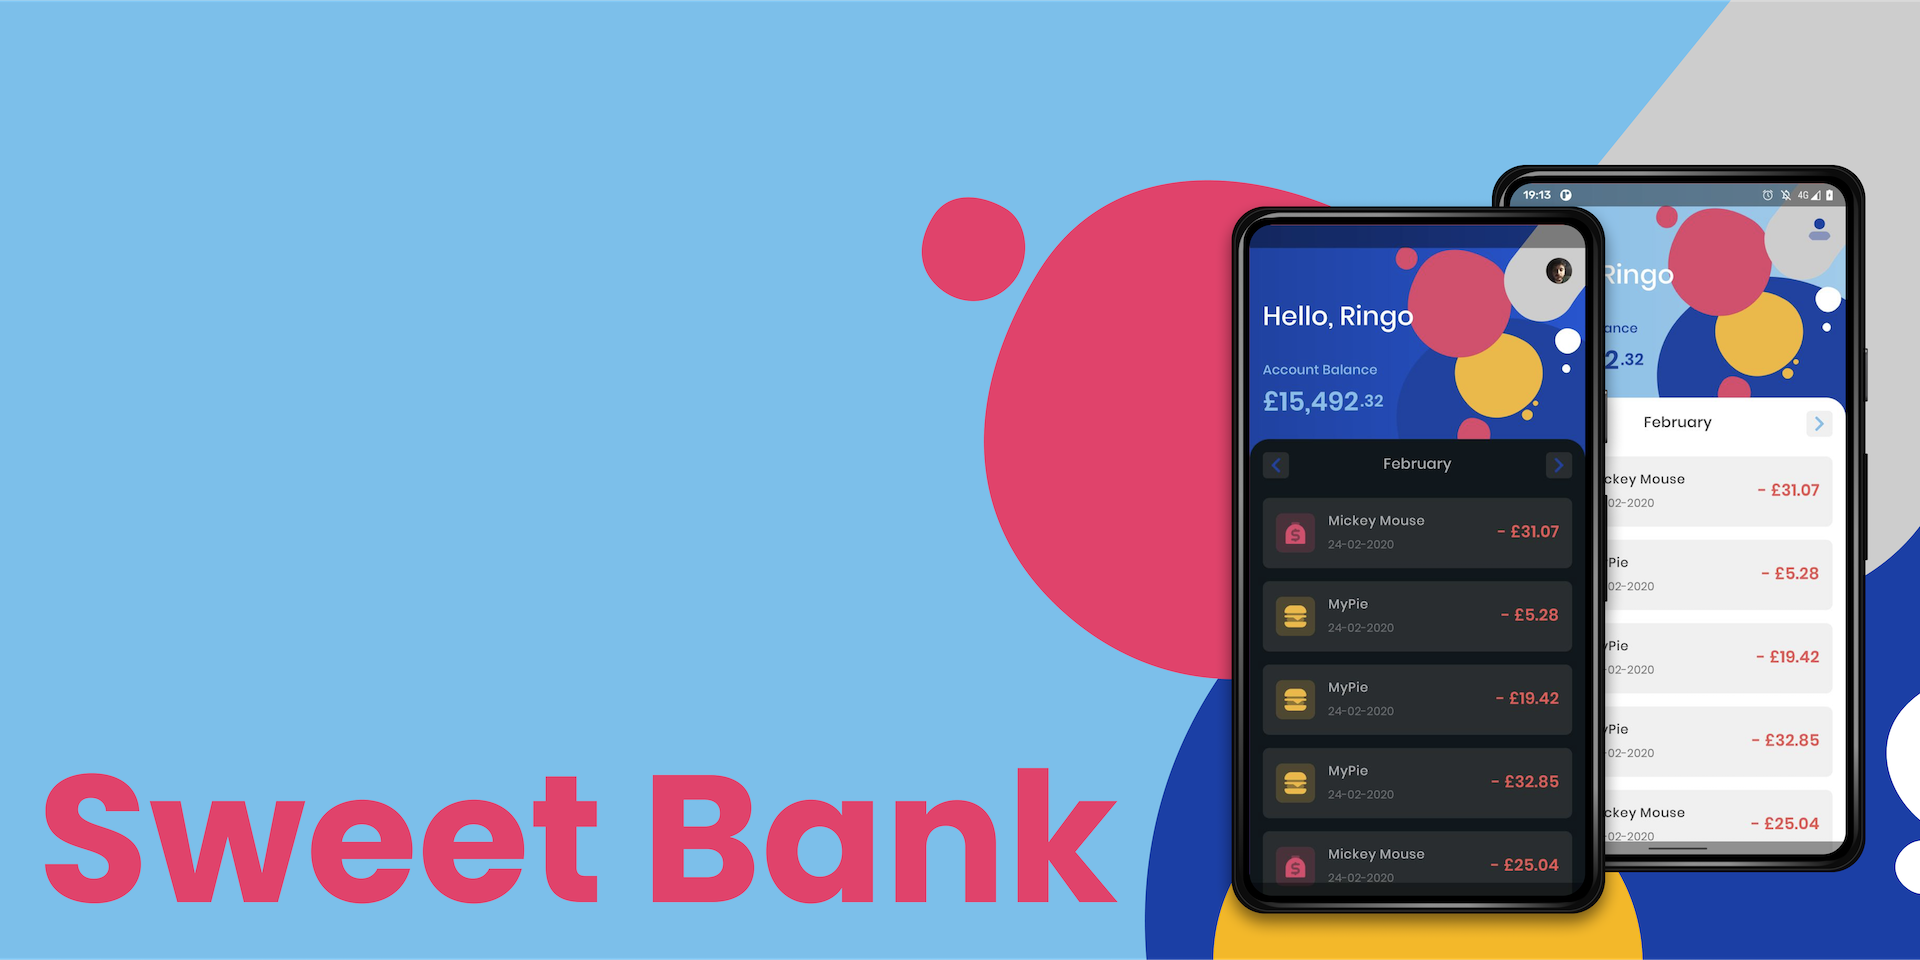 Sweet Bank
Hello, Ringo
Account Balance
£15,492.32
February
Mickey Mouse
24-02-2020
- £31.07
MyPie
24-02-2020
- £5.28
MyPie
24-02-2020
- £19.42
MyPie
24-02-2020
- £32.85
Mickey Mouse
24-02-2020
- £25.04
19:13
4G
Ringo
ance
2.32
February
ckey Mouse
02-2020
- £31.07
Pie
02-2020
- £5.28
yPie
-02-2020
- £19.42
yPie
-02-2020
- £32.85
ckey Mouse
02-2020
- £25.04